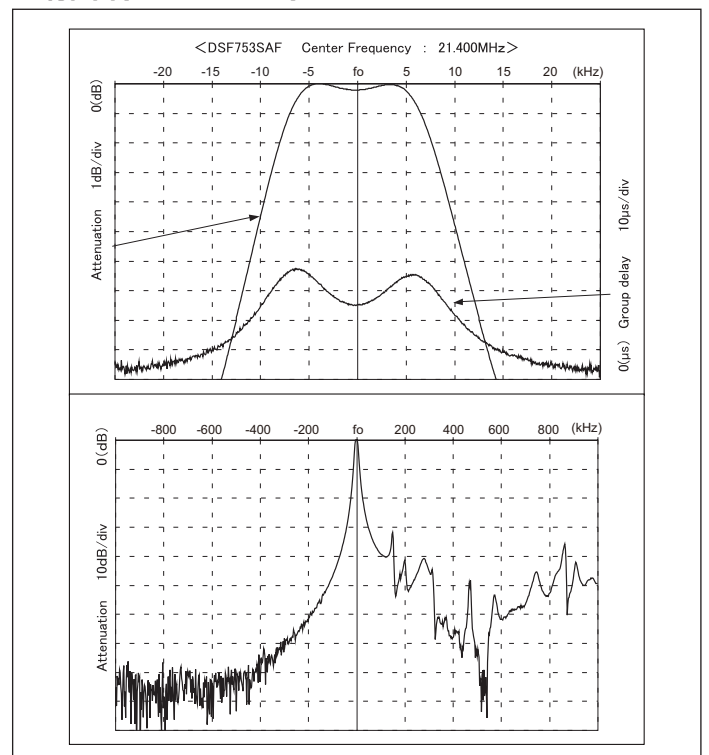 <DSF753SAF Center Frequency : 21.400MHz>
-20 -15 -10 -5 fo 5 10 15 20 (kHz)
0(dB)
Attenuation 1dB/div
10μs/div
0(μs) Group delay
-800 -600 -400 -200 fo 200 400 600 800 (kHz)
0(dB)
Attenuation 10dB/div